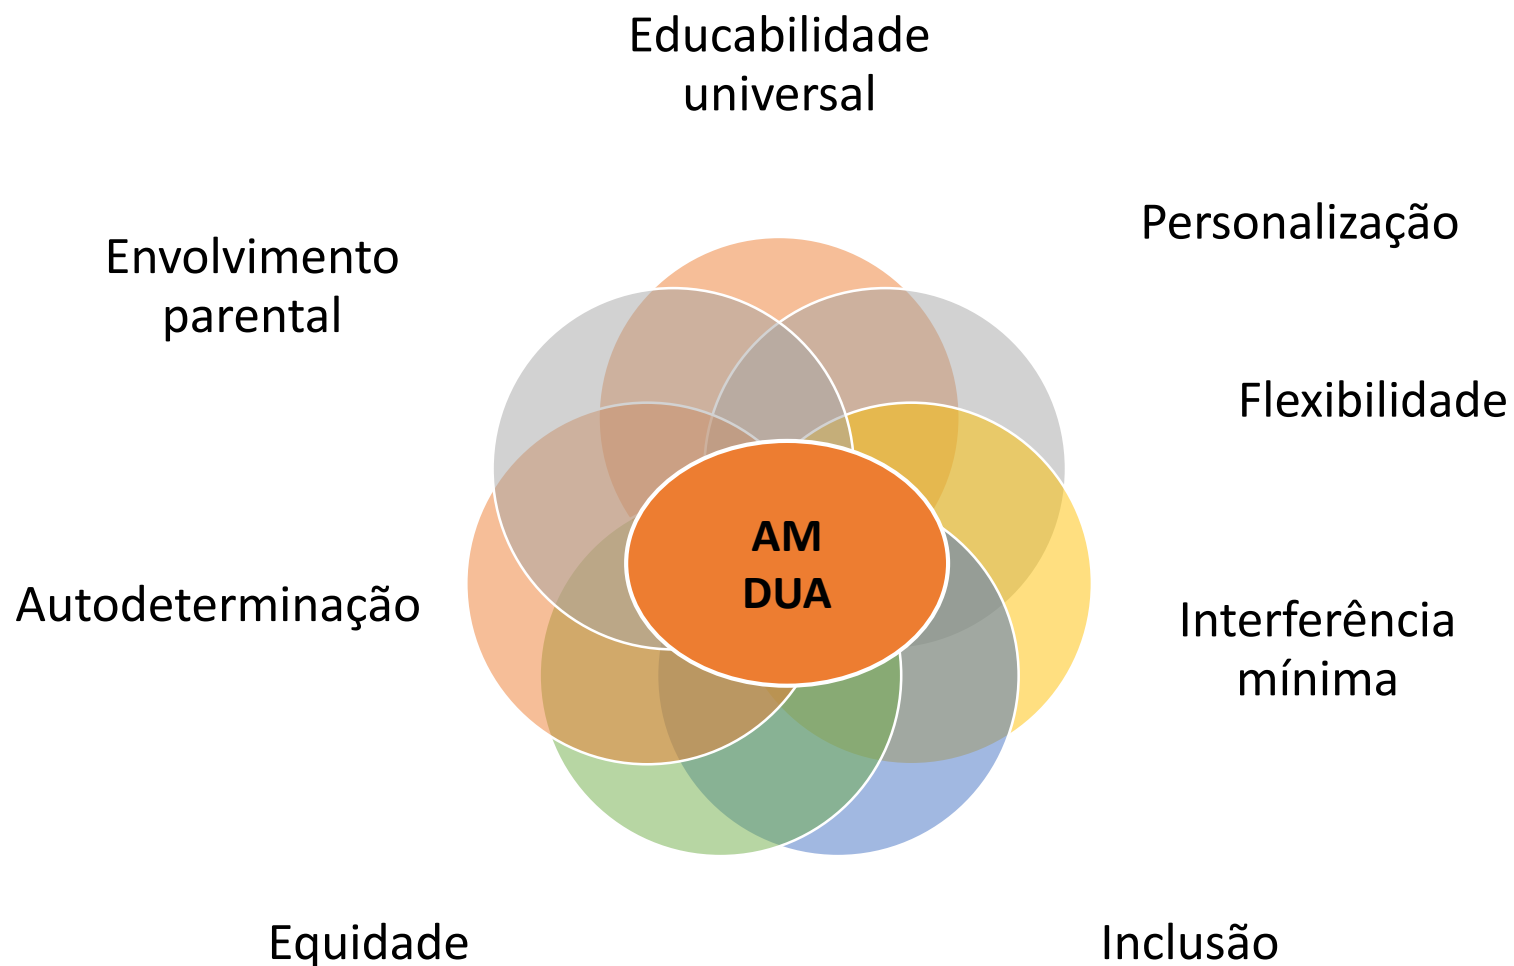 Educabilidade
universal
Personalização
Envolvimento
parental
Flexibilidade
AM
DUA
Autodeterminação
Interferência
mínima
Equidade
Inclusão